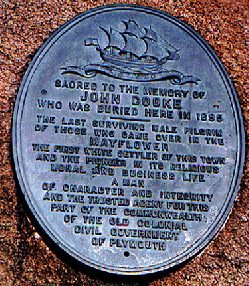 SACRED TO THE MEMORY OF
JOHN COOKE
WHO WAS BURIED HERE IN 1695
THE LAST SURVIVING MALE PILGRIM
OF THOSE WHO CAME OVER IN THE
MAYFLOWER
THE FIRST WHITE SETTLER OF THIS TOWN
AND THE PIONEER IN ITS RELIGIOUS
MORAL AND BUSINESS LIFE
A MAN
OF CHARACTER AND INTEGRITY
AND THE TRUSTED AGENT FOR THIS
PART OF THE COMMONWEALTH
OF THE OLD COLONIAL
CIVIL GOVERNMENT
OF PLYMOUTH